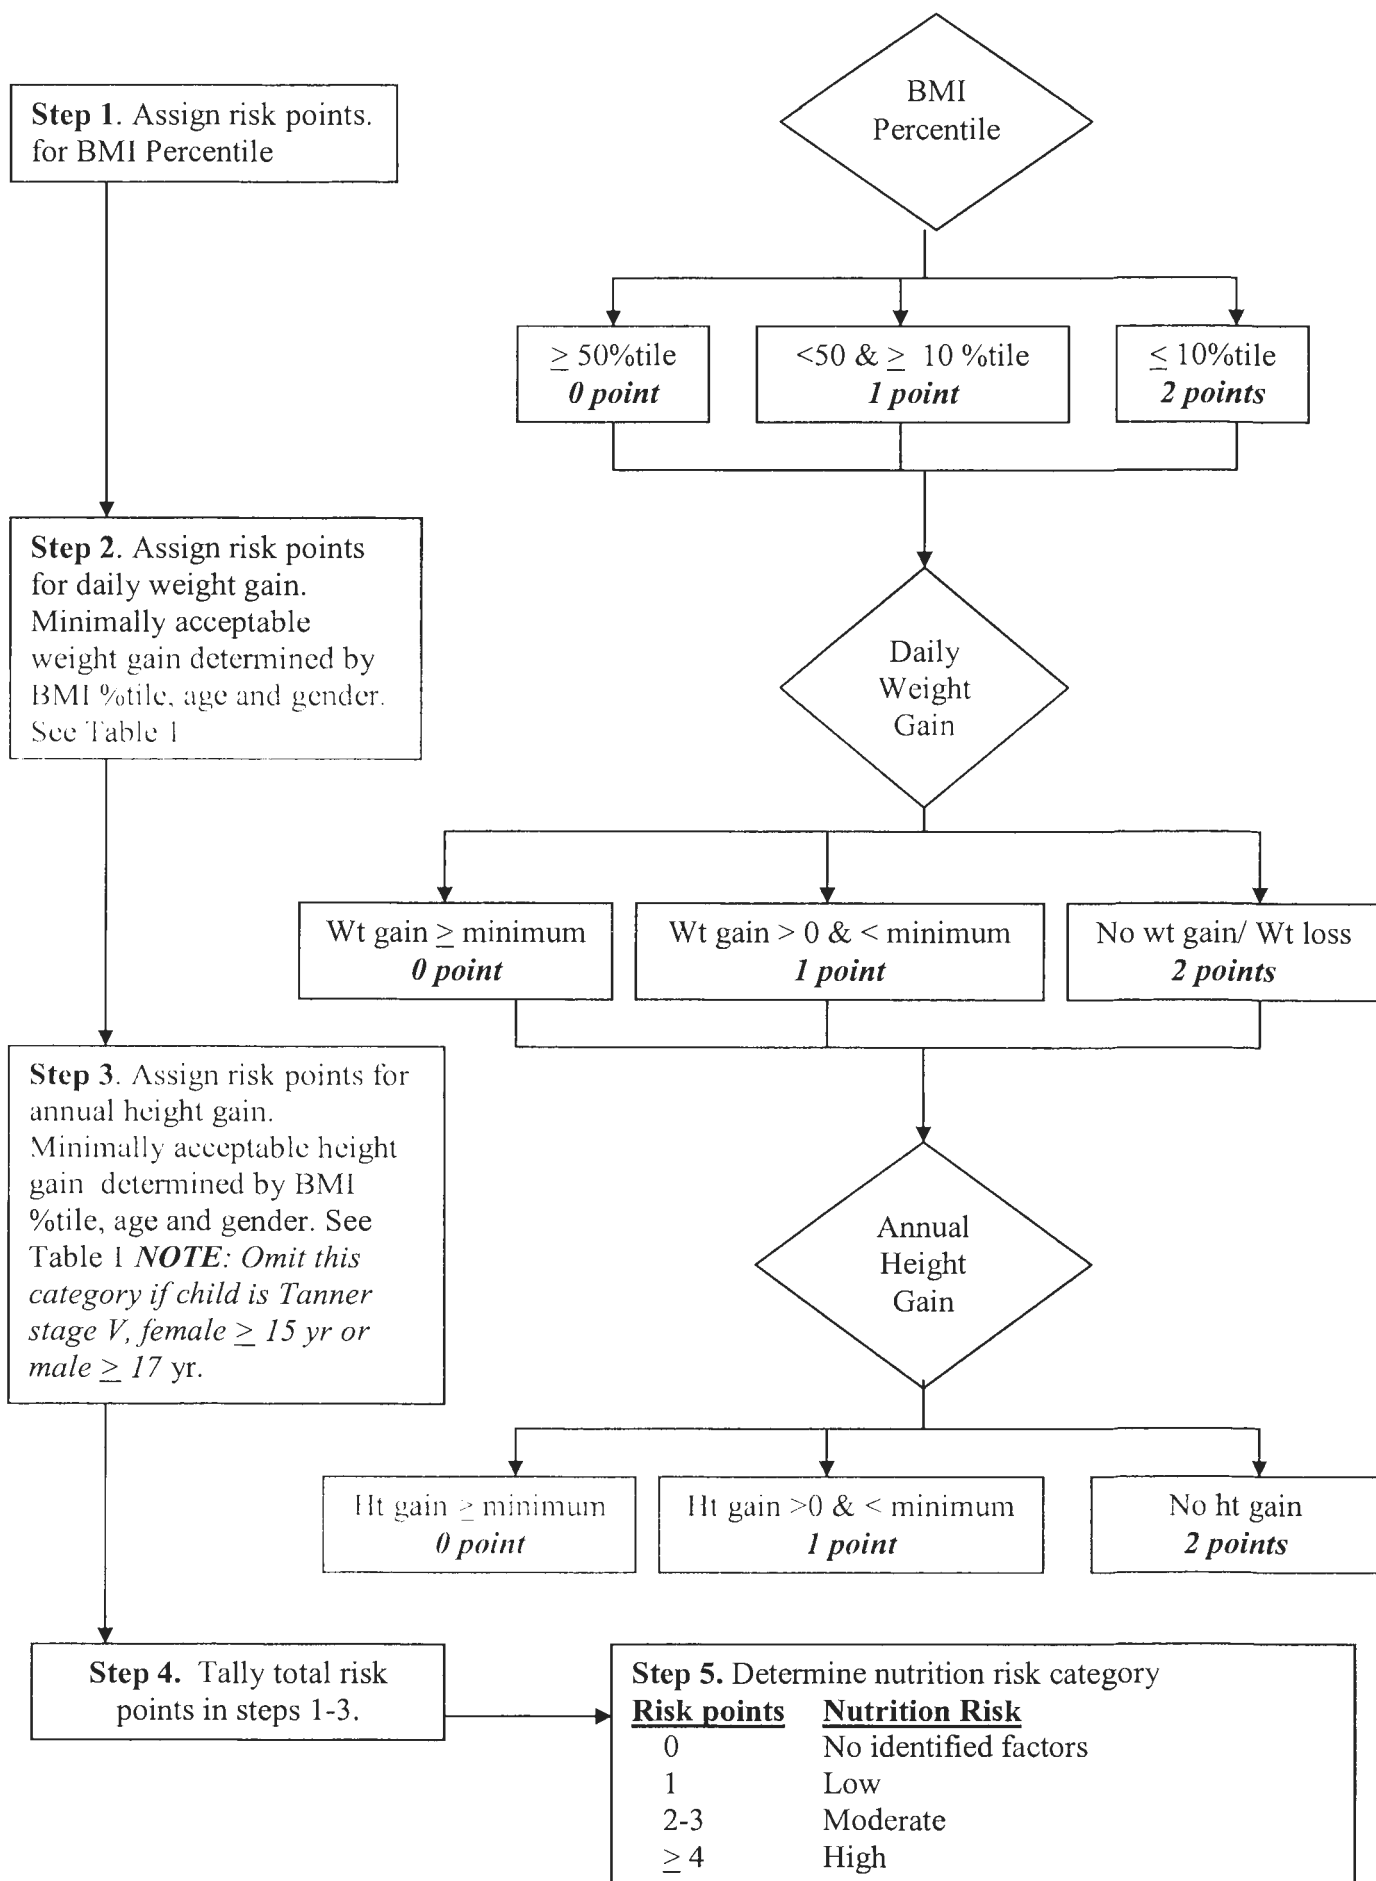 BMI
Percentile
Step 1. Assign risk points.
for BMI Percentile
≥ 50%tile
0 point
<50 & ≥ 10 %tile
1 point
≤ 10%tile
2 points
Step 2. Assign risk points
for daily weight gain.
Minimally acceptable
weight gain determined by
BMI %tile, age and gender.
See Table 1
Daily
Weight
Gain
Wt gain ≥ minimum
0 point
Wt gain > 0 & < minimum
1 point
No wt gain/ Wt loss
2 points
Step 3. Assign risk points for
annual height gain.
Minimally acceptable height
gain determined by BMI
%tile, age and gender. See
Table 1 NOTE: Omit this
category if child is Tanner
stage V, female ≥ 15 yr or
male ≥ 17 yr.
Annual
Height
Gain
Ht gain ≥ minimum
0 point
Ht gain >0 & < minimum
1 point
No ht gain
2 points
Step 4. Tally total risk
points in steps 1-3.
Step 5. Determine nutrition risk category
Risk points Nutrition Risk
0 No identified factors
1 Low
2-3 Moderate
≥ 4 High